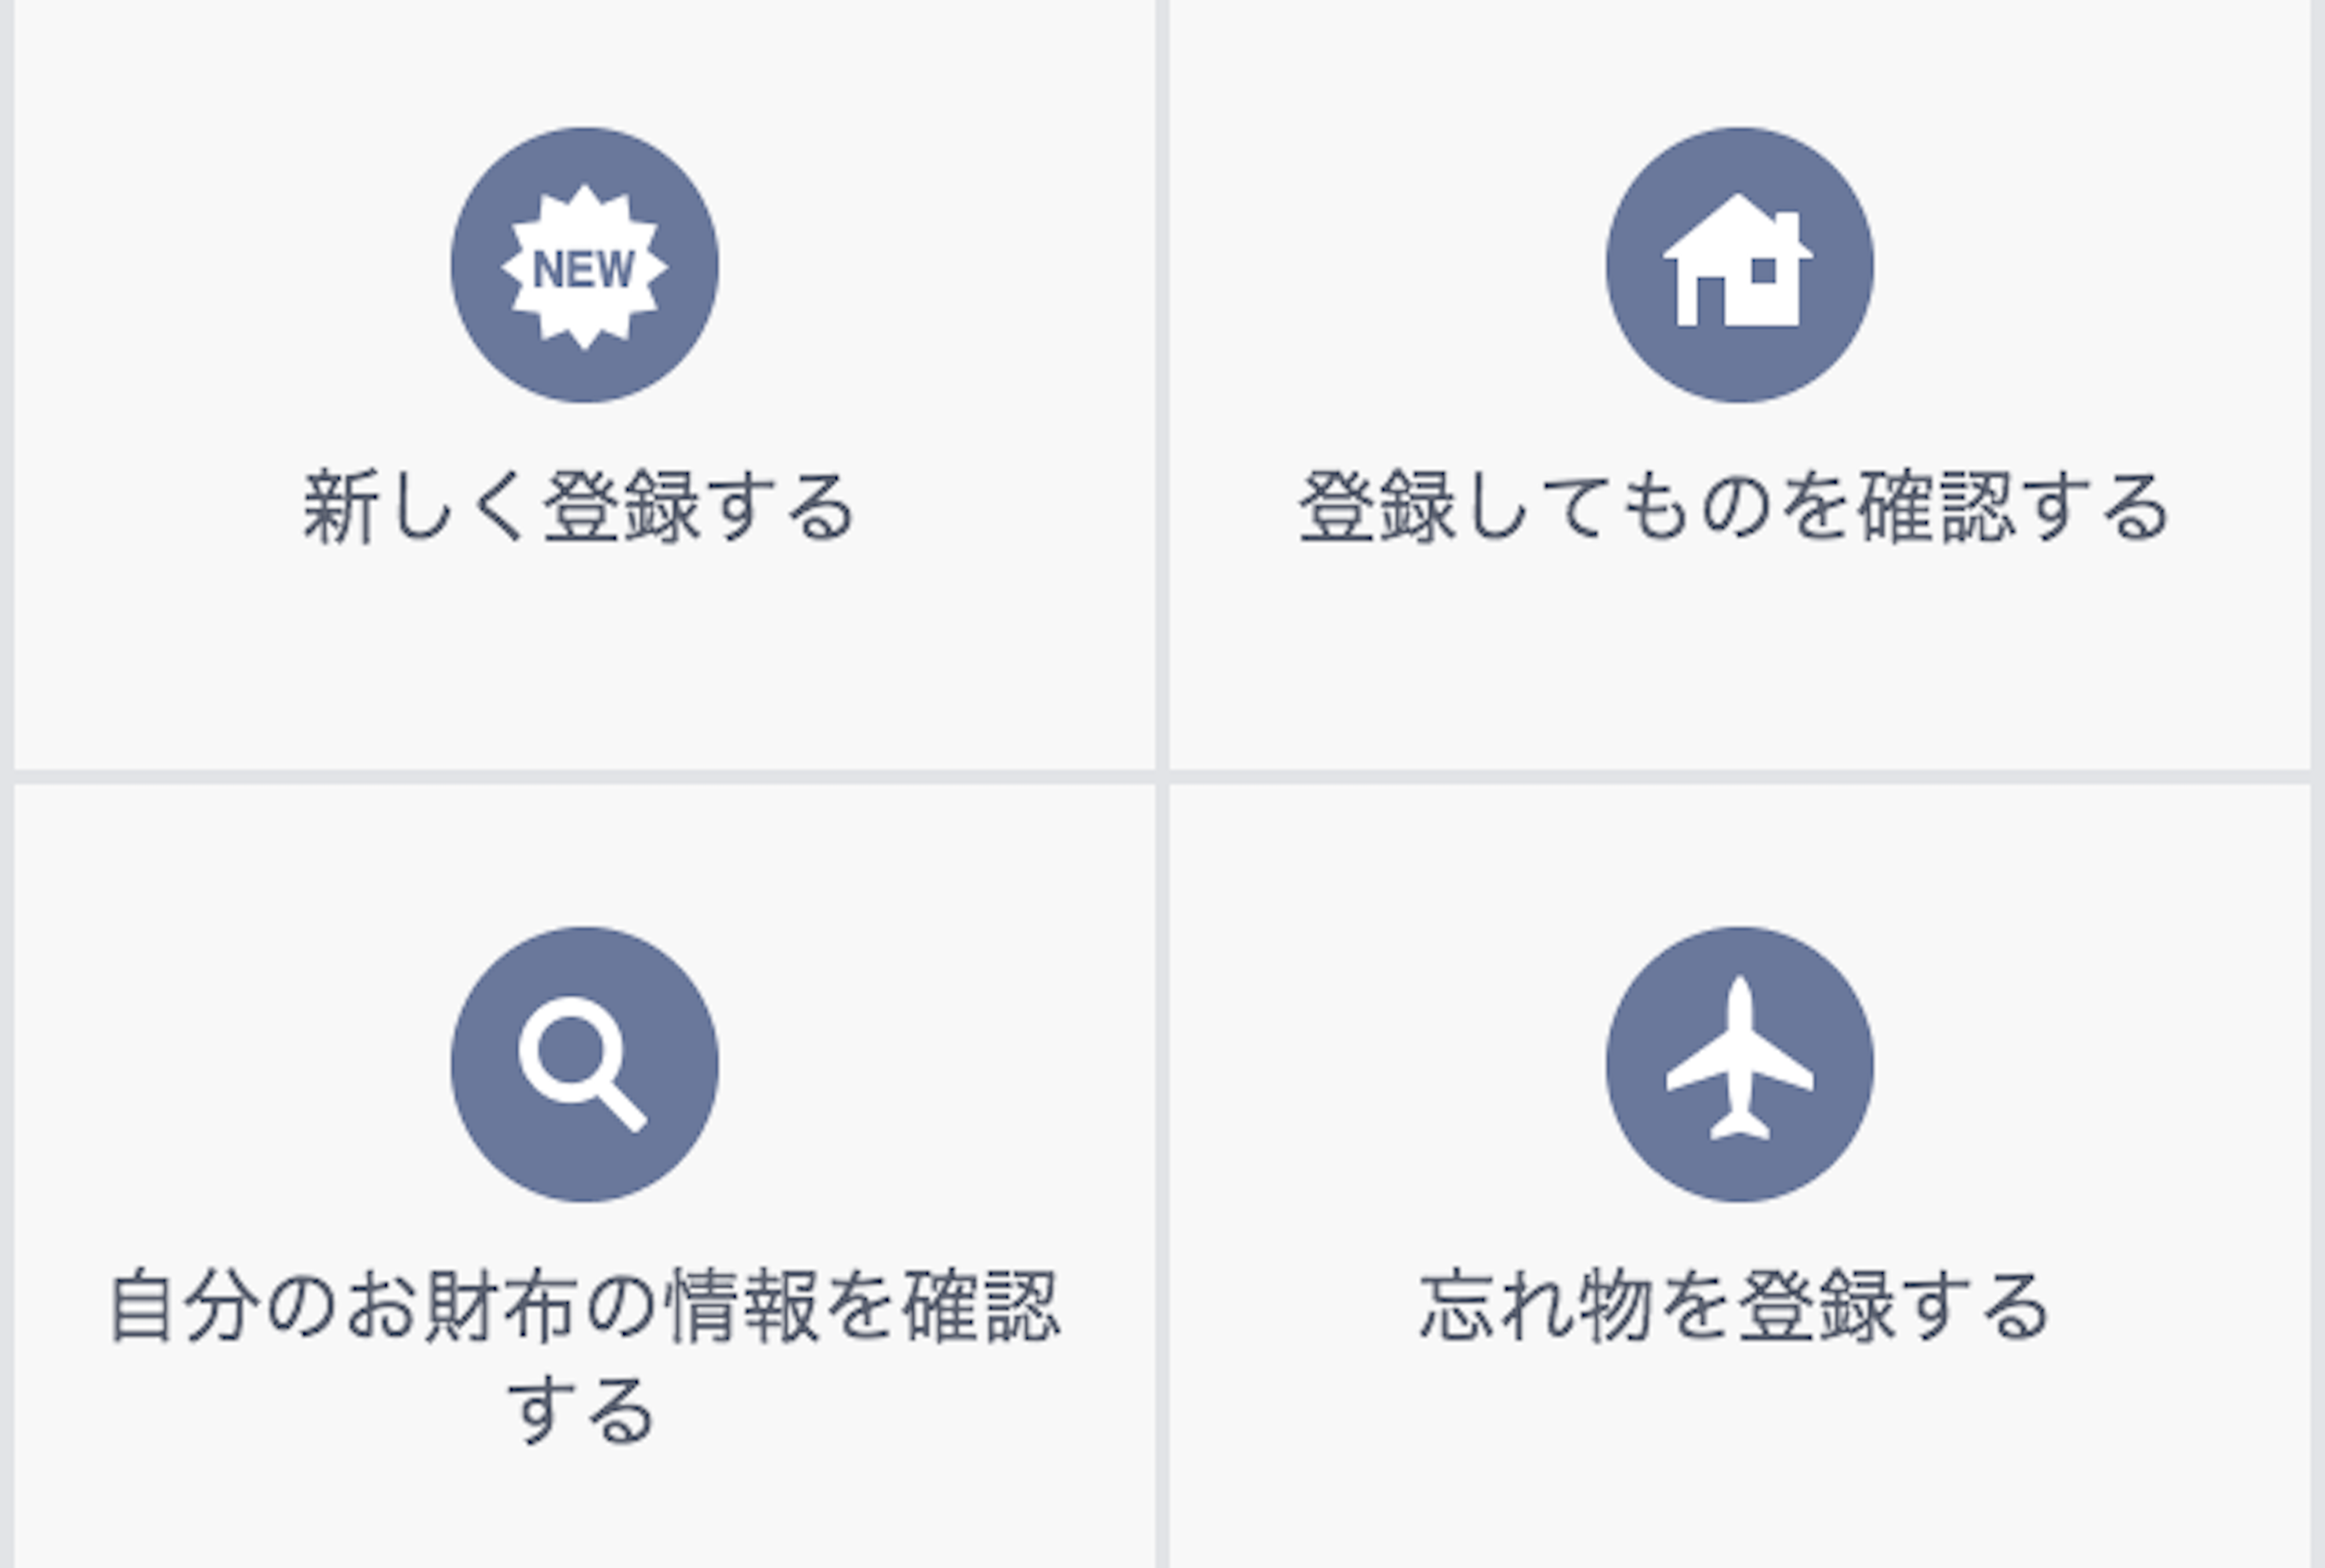 NEW
新しく登録する
登録してものを確認する
自分のお財布の情報を確認
する
忘れ物を登録する